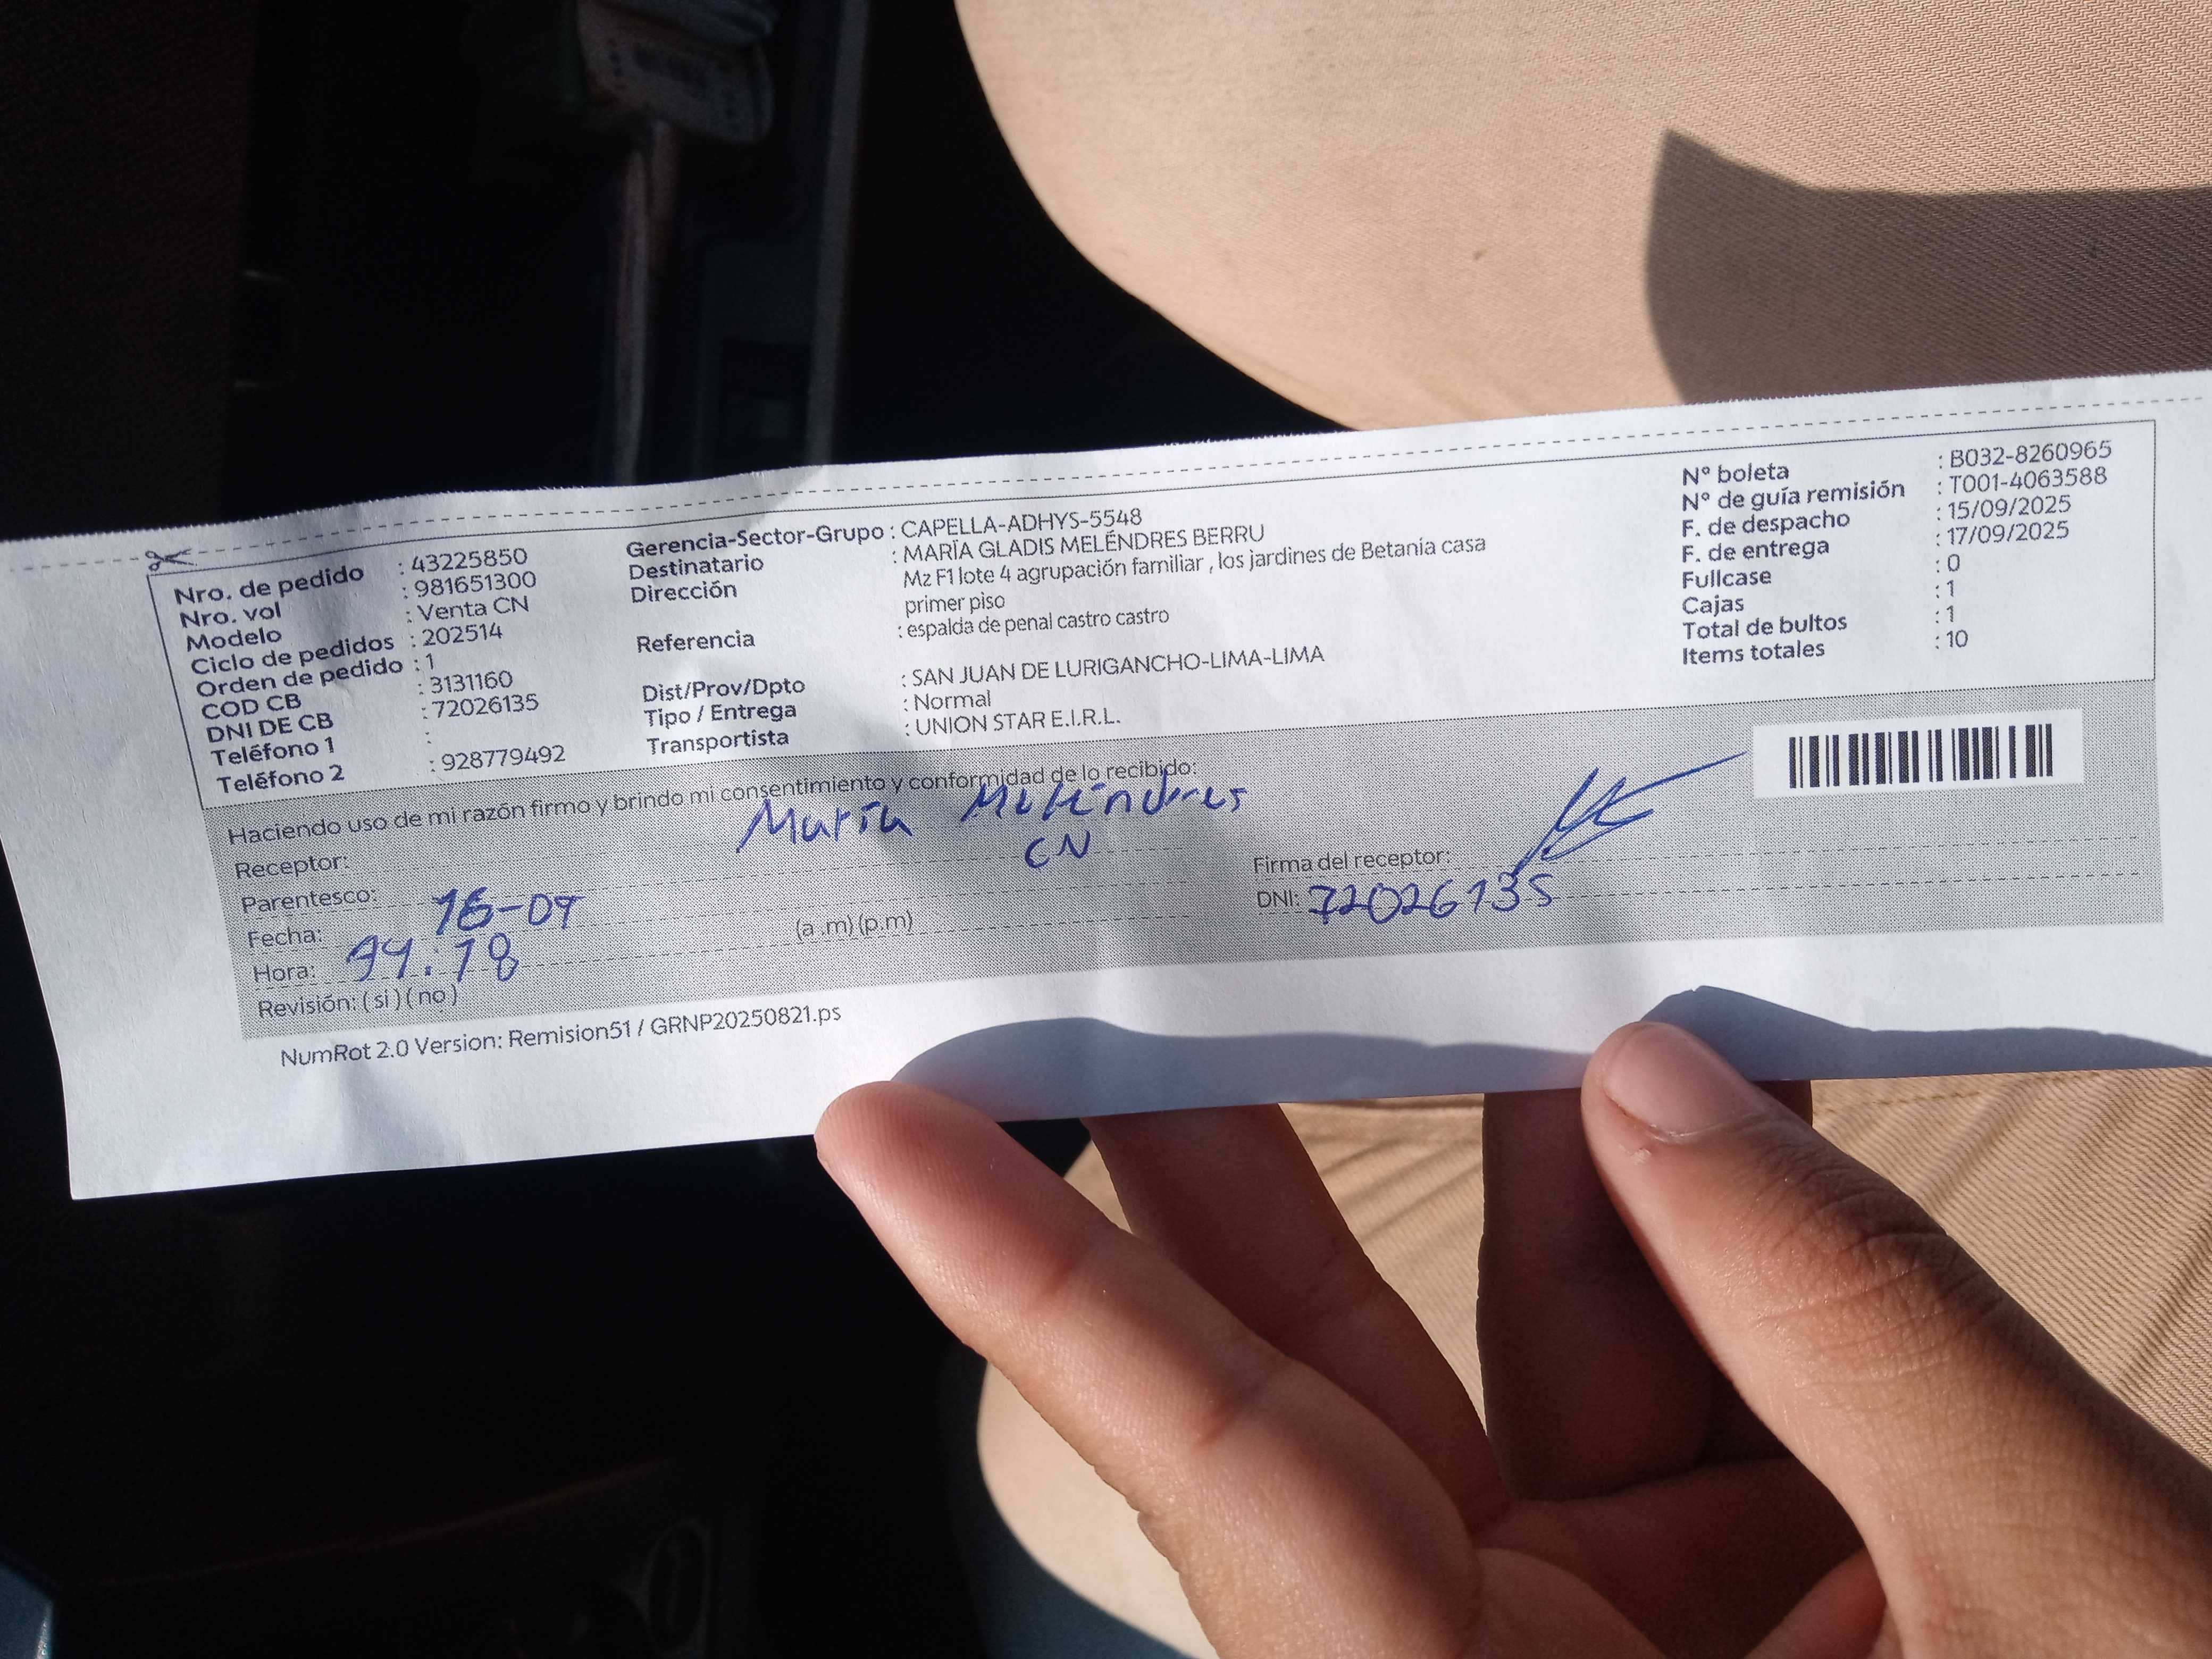 Nro. de pedido : 43225850
Nro. vol : 981651300
Modelo : Venta CN
Ciclo de pedidos : 202514
Orden de pedido : 1
COD CB : 3131160
DNI DE CB : 72026135
Teléfono 1 :
Teléfono 2 : 928779492
Gerencia-Sector-Grupo : CAPELLA-ADHYS-5548
Destinatario : MARÍA GLADIS MELÉNDRES BERRU
Dirección Mz F1 lote 4 agrupación familiar , los jardines de Betania casa
primer piso
Referencia : espalda de penal castro castro
Dist/Prov/Dpto : SAN JUAN DE LURIGANCHO-LIMA-LIMA
Tipo / Entrega : Normal
Transportista : UNION STAR E.I.R.L.
N° boleta : B032-8260965
N° de guía remisión : T001-4063588
F. de despacho : 15/09/2025
F. de entrega : 17/09/2025
Fullcase : 0
Cajas : 1
Total de bultos : 1
Items totales : 10
Haciendo uso de mi razón firmo y brindo mi consentimiento y conformidad de lo recibido:
Receptor: María Meléndres
Parentesco: CN
Fecha: 
Hora: (a .m) (p.m)
Revisión: ( si ) ( no )
Firma del receptor:
DNI: 72026135
NumRot 2.0 Version: Remision51 / GRNP20250821.ps